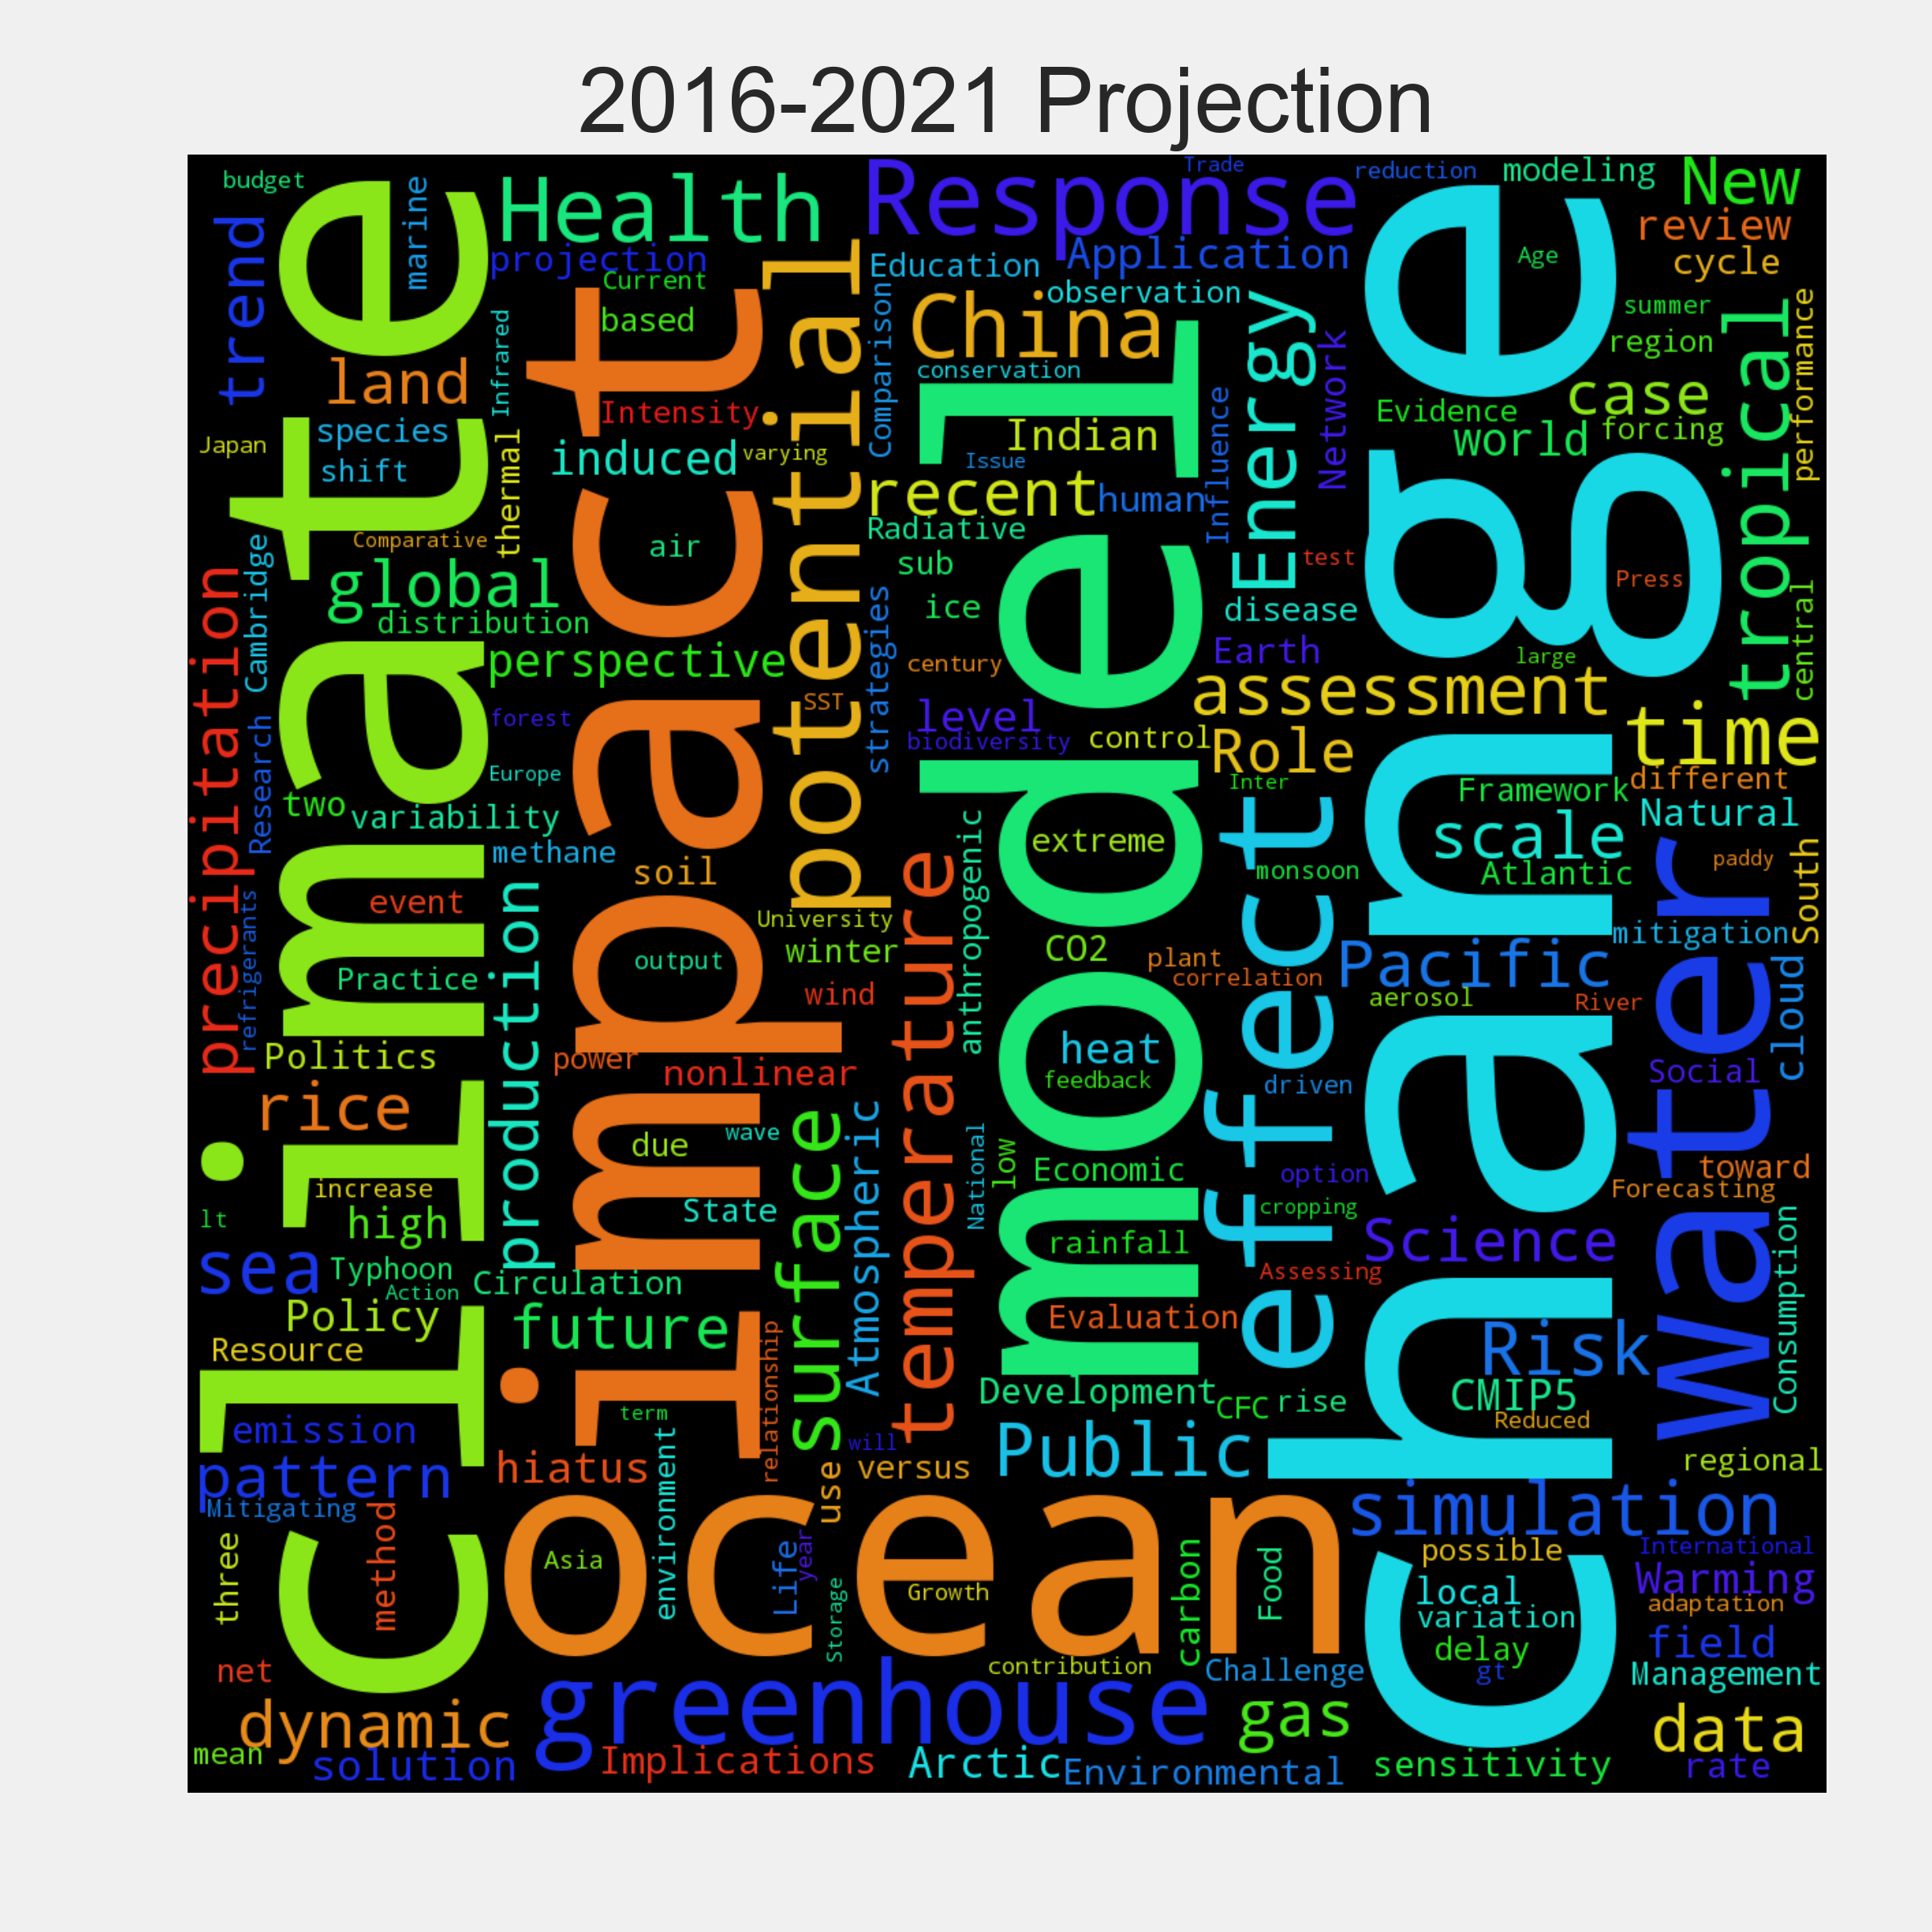 2016-2021 Projection
budget
trend
marine
Health
Response
Trade
reduction
modeling
New
review
cycle
projection
Current
based
Education
Application
observation
Age
summer
region
climate
impact
potential
Comparison
China
conservation
model
Indian
Issue
Energy
Network
Influence
change
tropical
performance
land
Infrared
Intensity
induced
varying
species
shift
Japan
thermal
Comparative
recent
human
Evidence
case
world
forcing
Radiative
sub
ice
air
test
Press
disease
Earth
large
central
global
distribution
perspective
precipitation
Cambridge
Research
strategies
century
SST
level
biodiversity
control
assessment
Role
time
different
Natural
forest
Europe
two
variability
methane
soil
Inter
Framework
scale
Atlantic
paddy
South
extreme
anthropogenic
effect
monsoon
event
refrigerants
production
University
winter
temperature
CO2
plant
correlation
Pacific
mitigation
Water
cloud
Practice
output
wind
aerosol
River
Politics
power
nonlinear
heat
feedback
driven
Social
rice
due
wave
surface
Atmospheric
National
low
Economic
option
toward
Forecasting
increase
high
lt
State
rainfall
cropping
Science
Consumption
sea
Typhoon
Action
Circulation
Assessing
Policy
Resource
future
relationship
Evaluation
Risk
Development
CFC
rise
CMIP5
Reduced
emission
term
will
Public
regional
pattern
hiatus
environment
use
versus
simulation
Mitigating
method
three
ocean
Asia
Life
year
Storage
Growth
carbon
Food
possible
International
local
Warming
variation
adaptation
delay
field
gt
Management
net
contribution
Challenge
dynamic
greenhouse
gas
data
mean
solution
Implications
Arctic
Environmental
sensitivity
rate